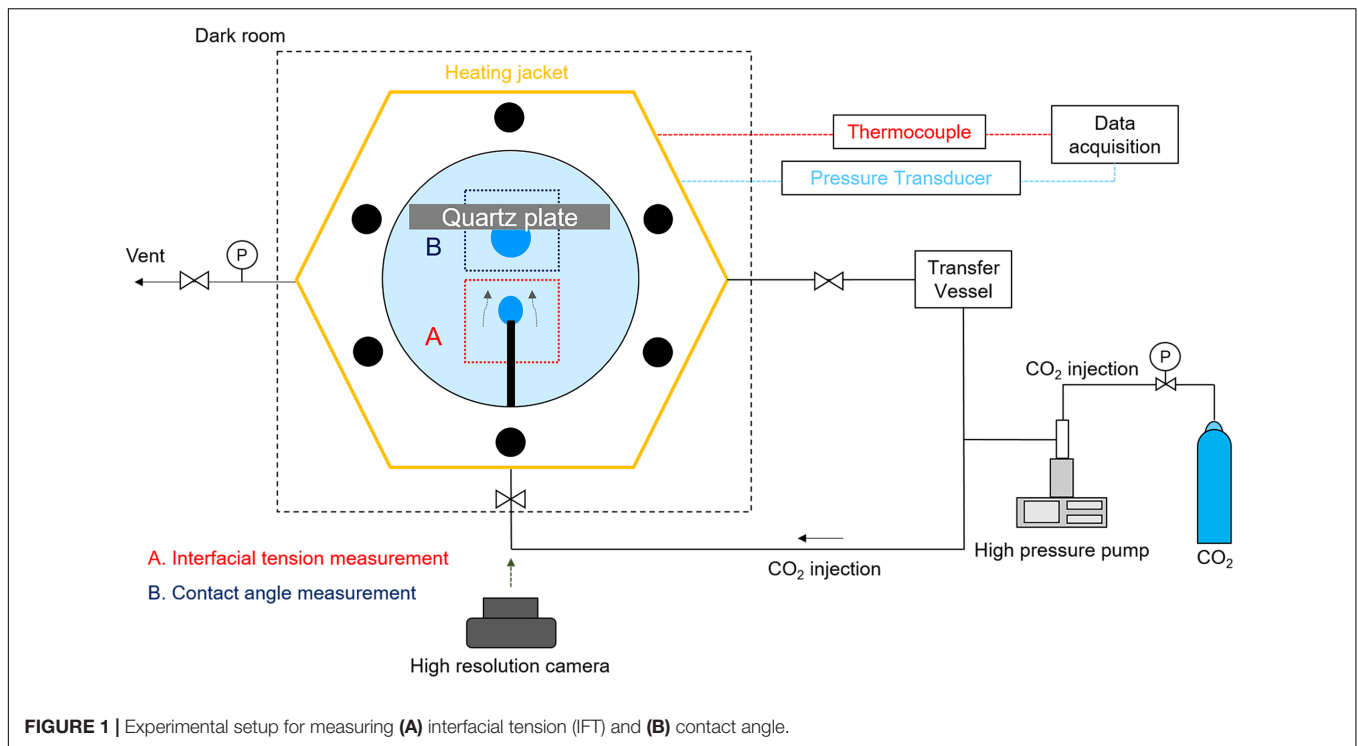 Dark room
Heating jacket
Thermocouple
Data
acquisition
Pressure Transducer
Quartz plate
B
Vent
P
Transfer
Vessel
A
CO₂ injection
P
A. Interfacial tension measurement
B. Contact angle measurement
CO₂ injection
High pressure pump
CO₂
High resolution camera
FIGURE 1 | Experimental setup for measuring (A) interfacial tension (IFT) and (B) contact angle.